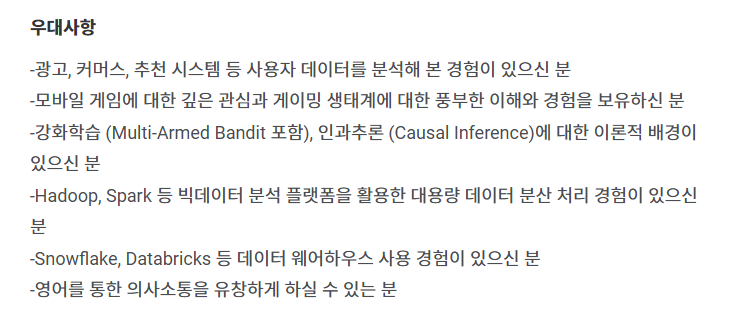 우대사항
-광고, 커머스, 추천 시스템 등 사용자 데이터를 분석해 본 경험이 있으신 분
-모바일 게임에 대한 깊은 관심과 게이밍 생태계에 대한 풍부한 이해와 경험을 보유하신 분
-강화학습 (Multi-Armed Bandit 포함), 인과추론 (Causal Inference)에 대한 이론적 배경이
있으신 분
-Hadoop, Spark 등 빅데이터 분석 플랫폼을 활용한 대용량 데이터 분산 처리 경험이 있으신
분
-Snowflake, Databricks 등 데이터 웨어하우스 사용 경험이 있으신 분
-영어를 통한 의사소통을 유창하게 하실 수 있는 분